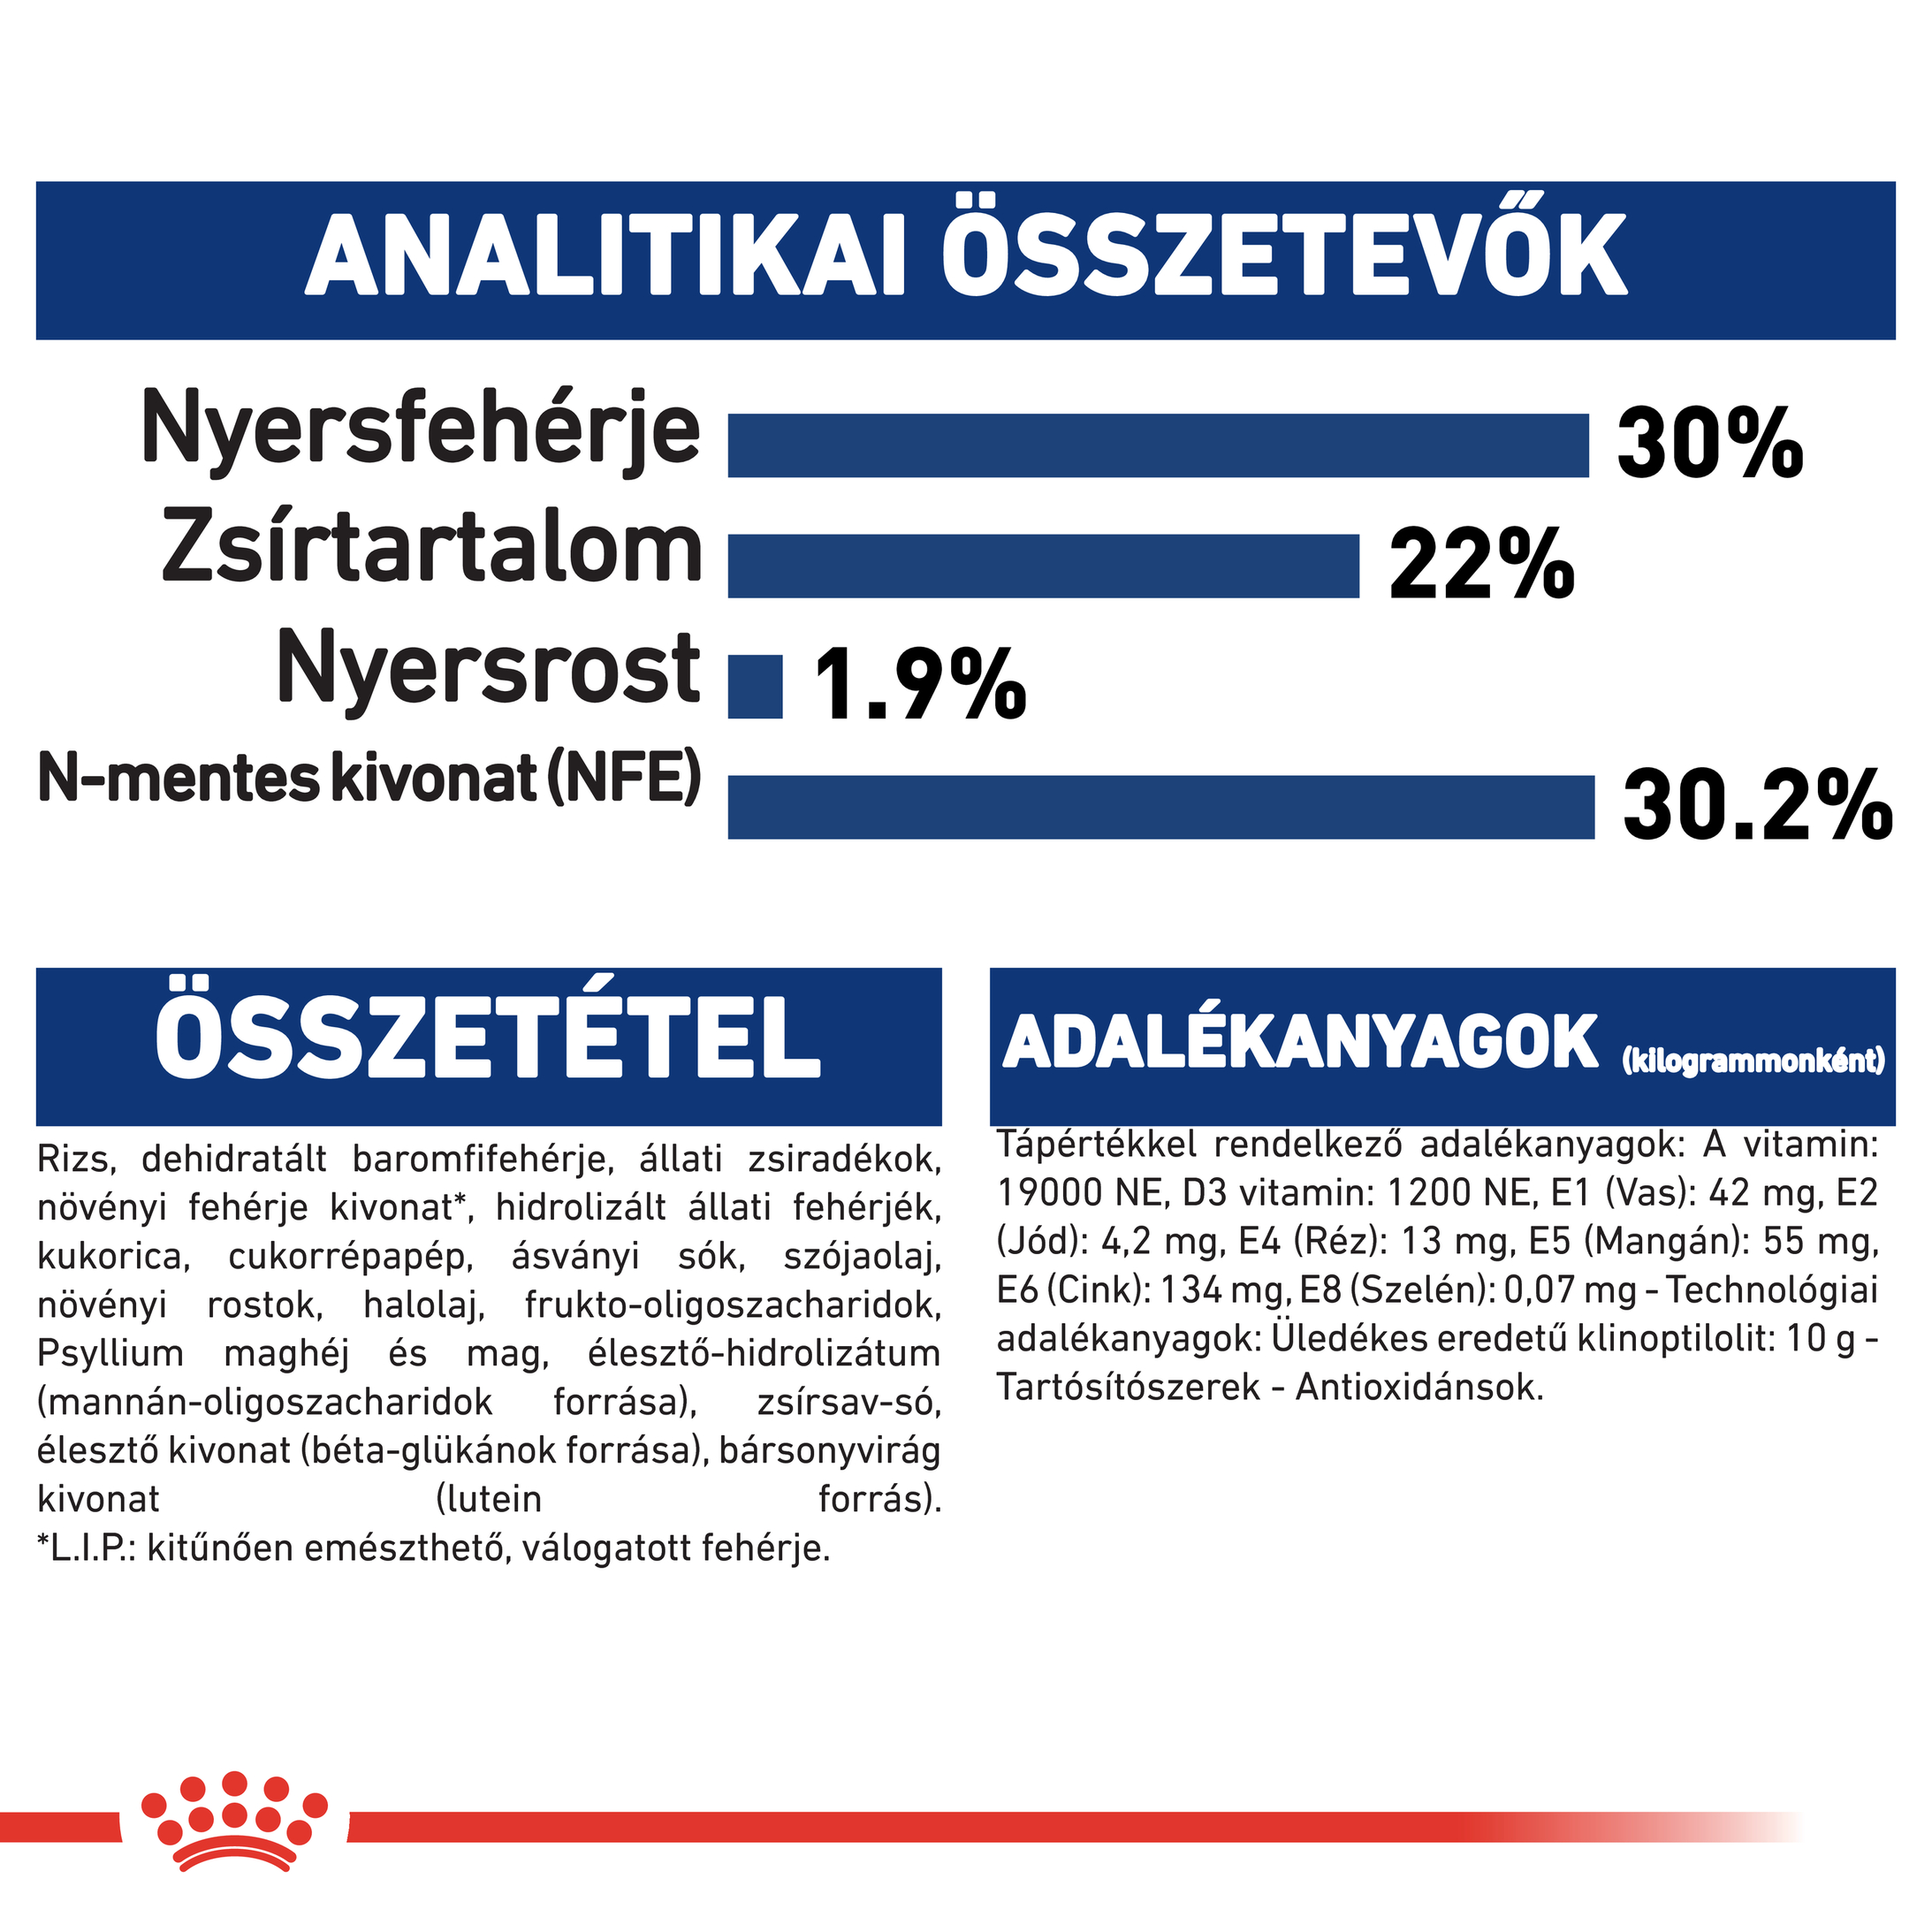 ANALITIKAI ÖSSZETEVŐK
Nyersfehérje 30%
Zsírtartalom 22%
Nyersrost 1.9%
N-mentes kivonat (NFE) 30.2%
ÖSSZETÉTEL
Rizs, dehidratált baromfifehérje, állati zsiradékok,
növényi fehérje kivonat*, hidrolizált állati fehérjék,
kukorica, cukorrépapép, ásványi sók, szójaolaj,
növényi rostok, halolaj, frukto-oligoszacharidok,
Psyllium maghéj és mag, élesztő-hidrolizátum
(mannán-oligoszacharidok forrása), zsírsav-só,
élesztő kivonat (béta-glükánok forrása), bársonyvirág
kivonat (lutein forrás).
*L.I.P.: kitűnően emészthető, válogatott fehérje.
ADALÉKANYAGOK (kilogrammonként)
Tápértékkel rendelkező adalékanyagok: A vitamin:
19000 NE, D3 vitamin: 1200 NE, E1 (Vas): 42 mg, E2
(Jód): 4,2 mg, E4 (Réz): 13 mg, E5 (Mangán): 55 mg,
E6 (Cink): 134 mg, E8 (Szelén): 0,07 mg - Technológiai
adalékanyagok: Üledékes eredetű klinoptilolit: 10 g -
Tartósítószerek - Antioxidánsok.